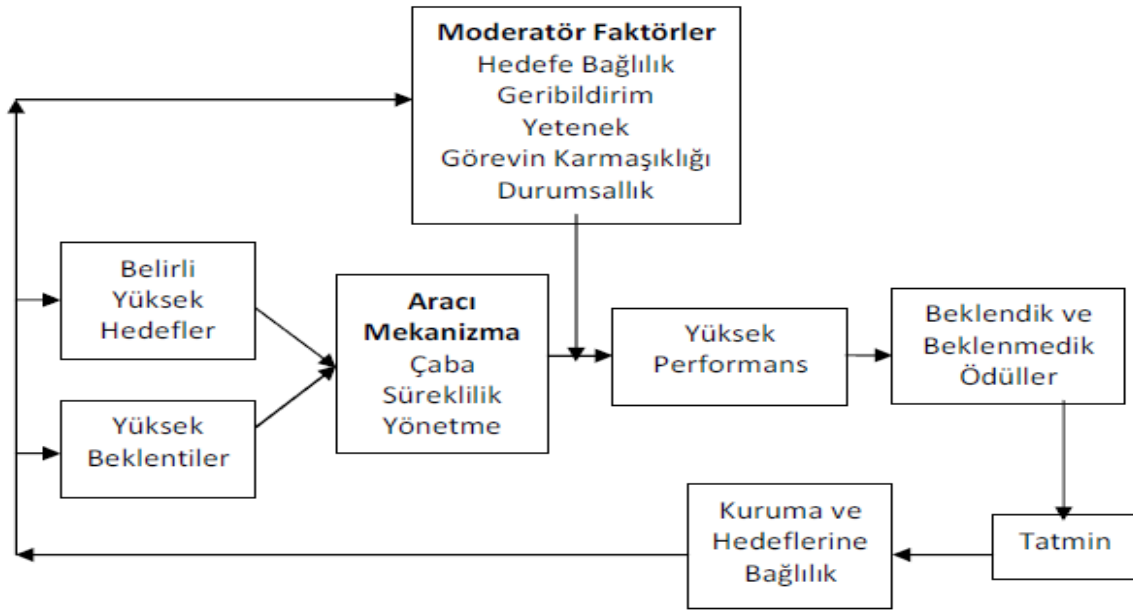 Moderatör Faktörler
Hedefe Bağlılık
Geribildirim
Yetenek
Görevin Karmaşıklığı
Durumsallık
Belirli
Yüksek
Hedefler
Yüksek
Beklentiler
Aracı
Mekanizma
Çaba
Süreklilik
Yönetme
Yüksek
Performans
Beklendik ve
Beklenmedik
Ödüller
Kuruma ve
Hedeflerine
Bağlılık
Tatmin